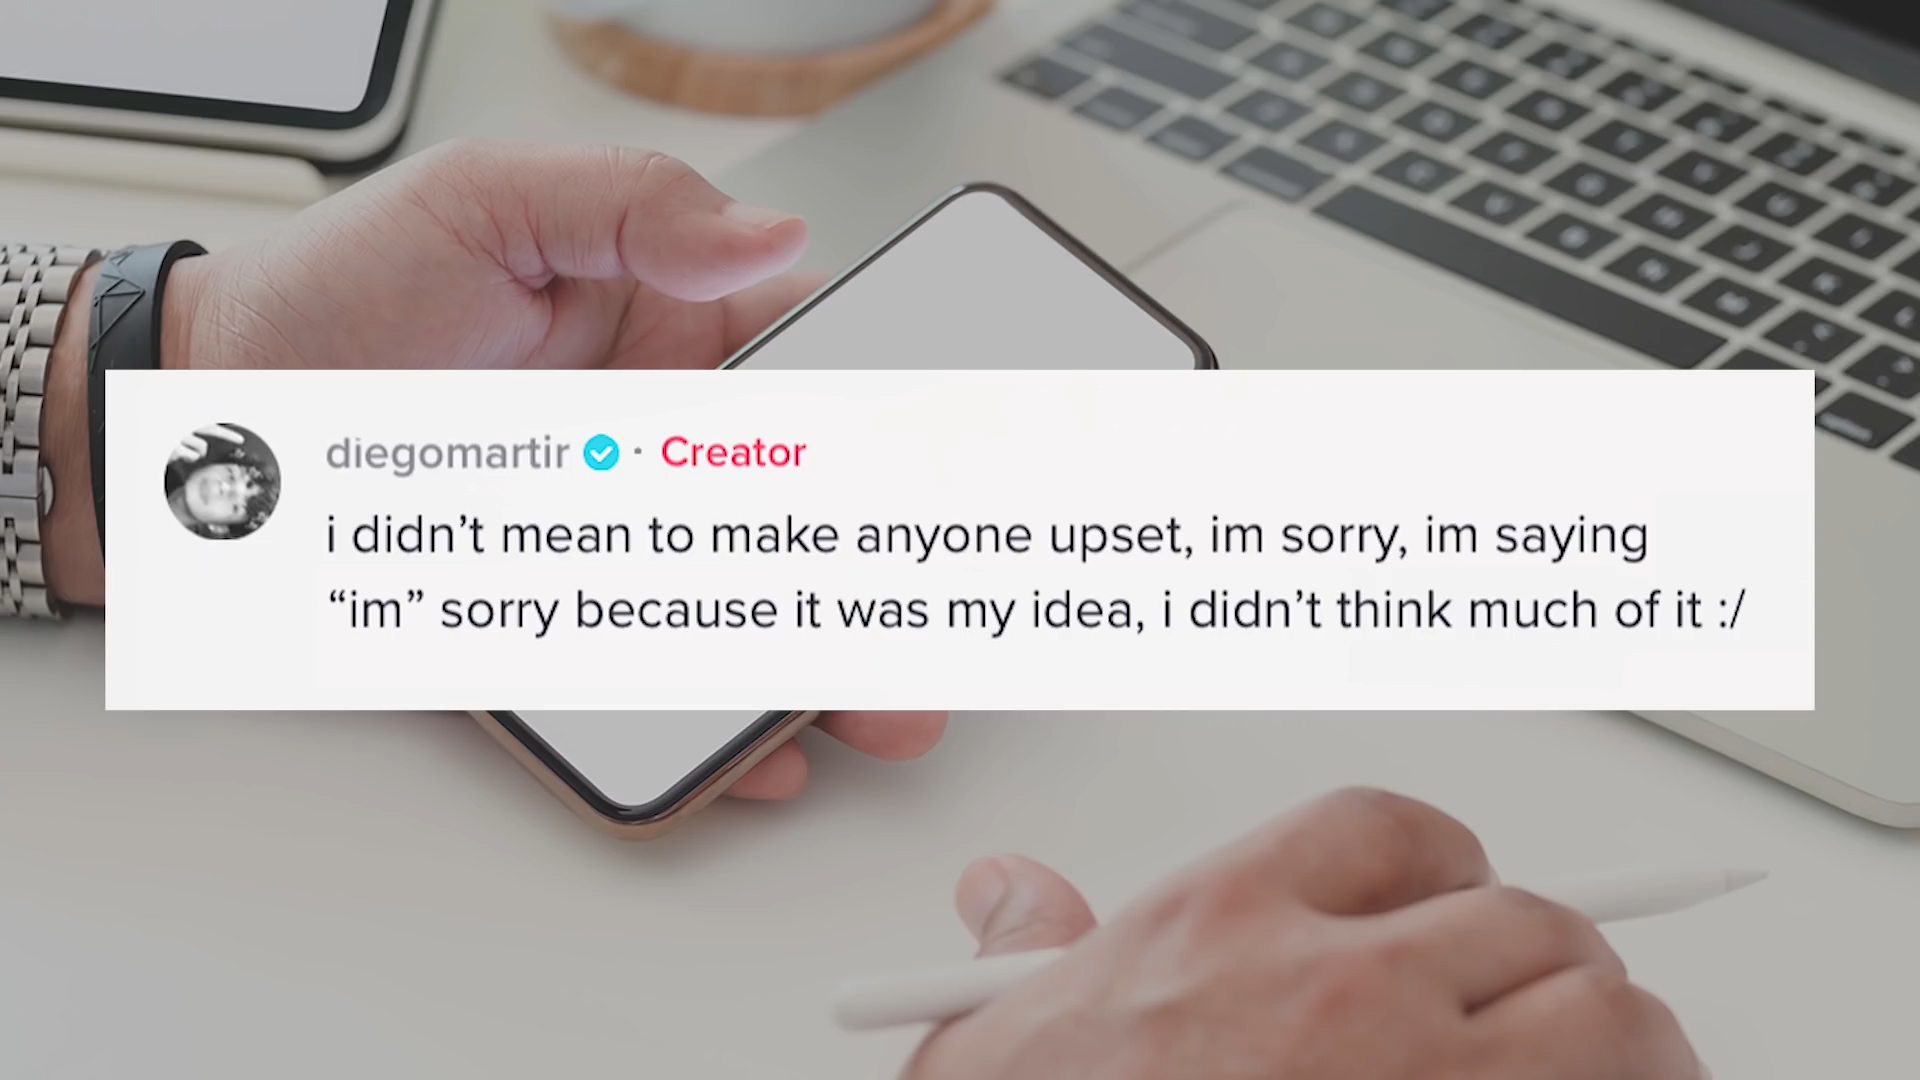 diegomartir · Creator
i didn’t mean to make anyone upset, im sorry, im saying
“im” sorry because it was my idea, i didn’t think much of it :/